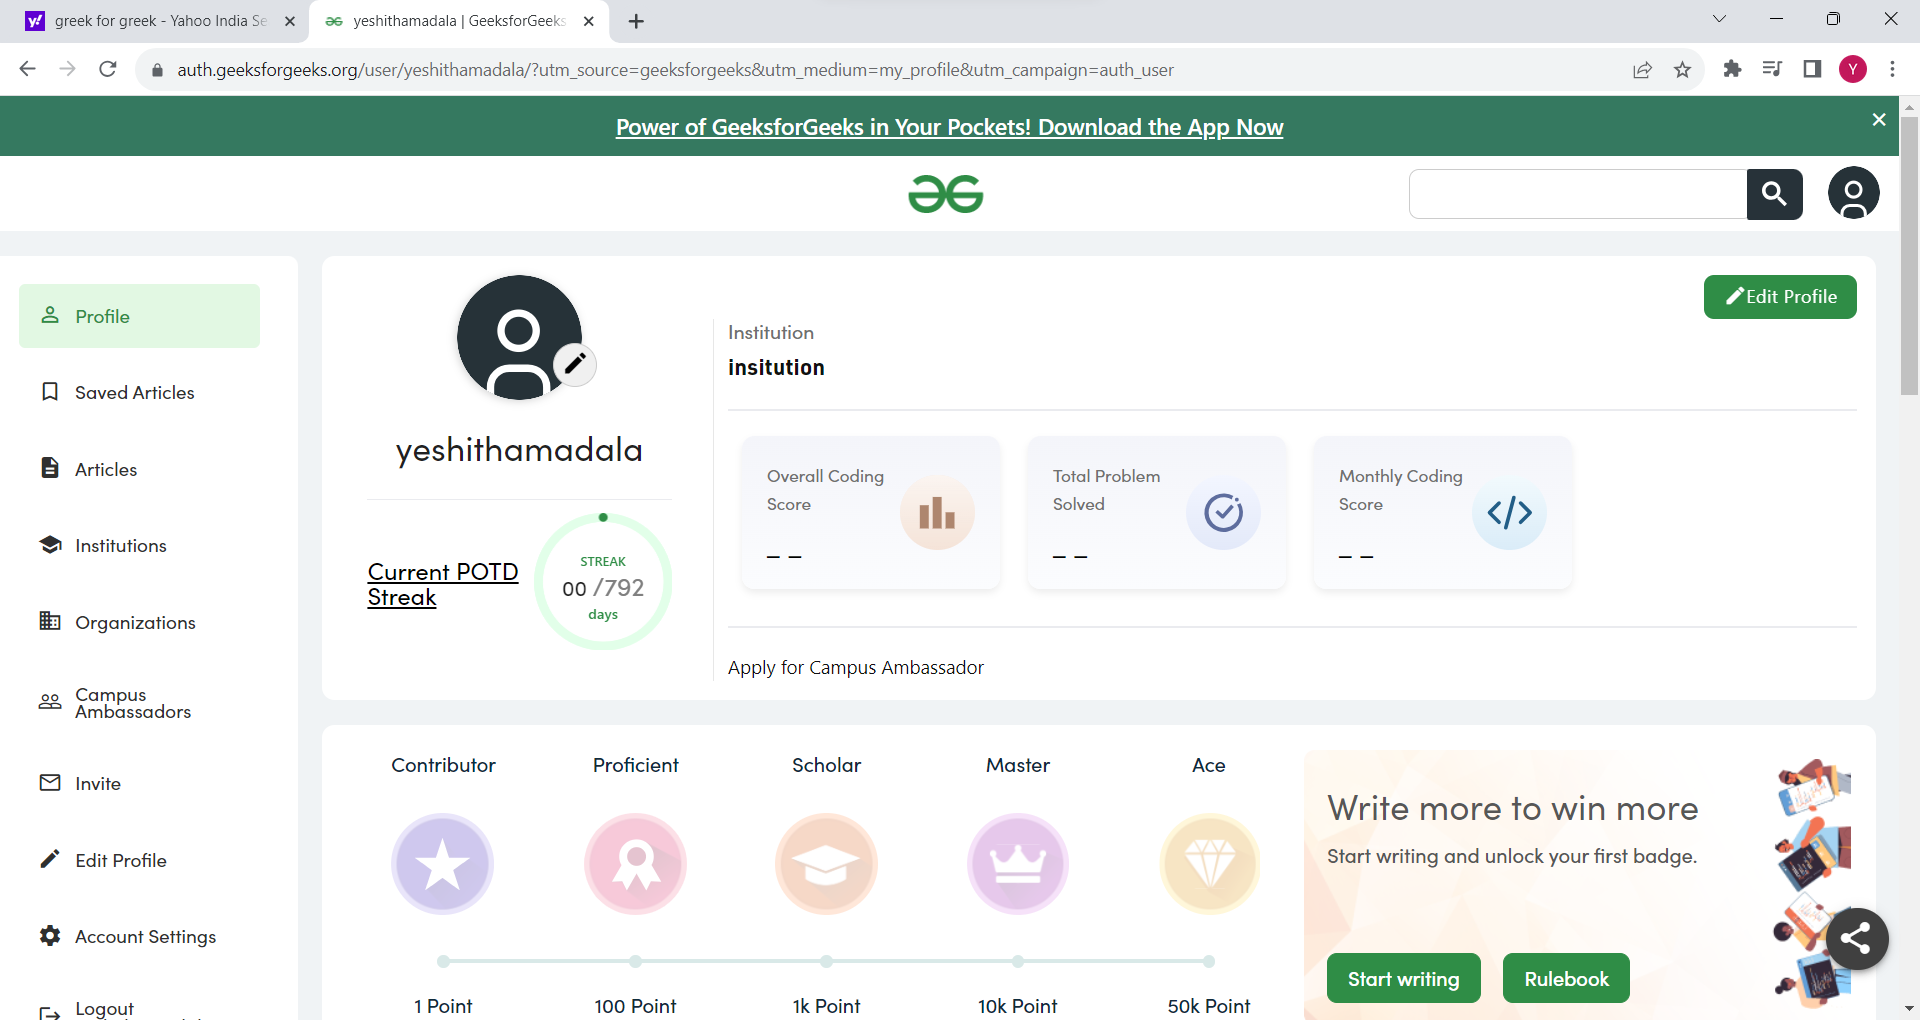 greek for greek - Yahoo India Se
yeshithamadala | GeeksforGeeks
auth.geeksforgeeks.org/user/yeshithamadala/?utm_source=geeksforgeeks&utm_medium=my_profile&utm_campaign=auth_user
Y
Power of GeeksforGeeks in Your Pockets! Download the App Now
Profile
Saved Articles
Articles
Institutions
Organizations
Campus
Ambassadors
Invite
Edit Profile
Account Settings
Logout
yeshithamadala
Current POTD
Streak
STREAK
00 /792
days
Edit Profile
Institution
insitution
Overall Coding
Score
_ _
Total Problem
Solved
_ _
Monthly Coding
Score
_ _
Apply for Campus Ambassador
Contributor
Proficient
Scholar
Master
Ace
1 Point
100 Point
1k Point
10k Point
50k Point
Write more to win more
Start writing and unlock your first badge.
Start writing
Rulebook